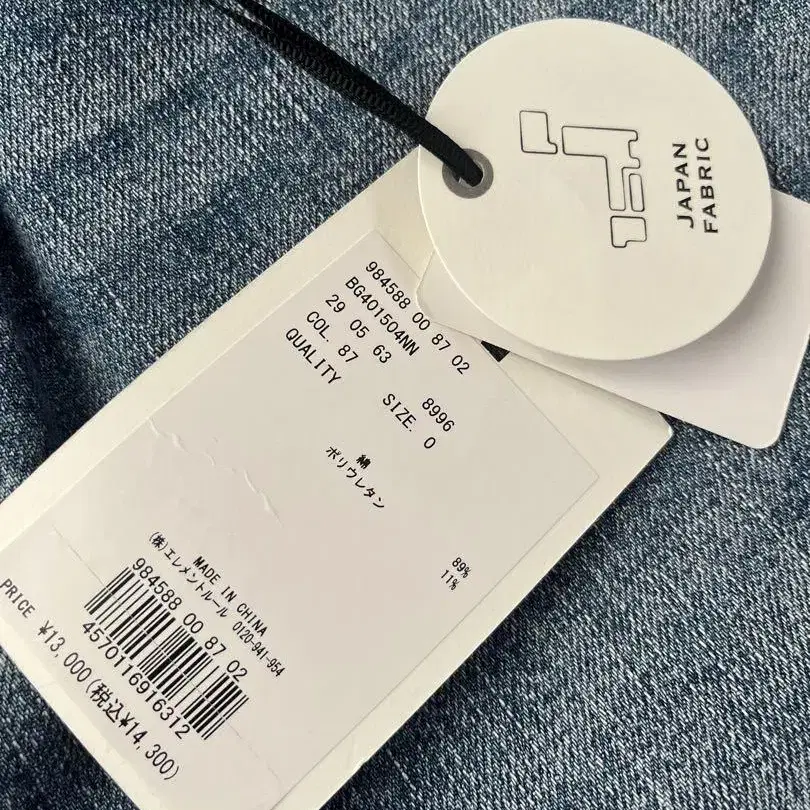 JAPAN
FABRIC
984588 00 87 02
BG401504NN
29 05 63 8996
COL. 87 SIZE. 0
QUALITY
綿 89%
ポリウレタン 11%
MADE IN CHINA
(株)エレメントルール 0120-941-954
984588 00 87 02
4570116916312
PRICE ¥13,000(税込¥14,300)